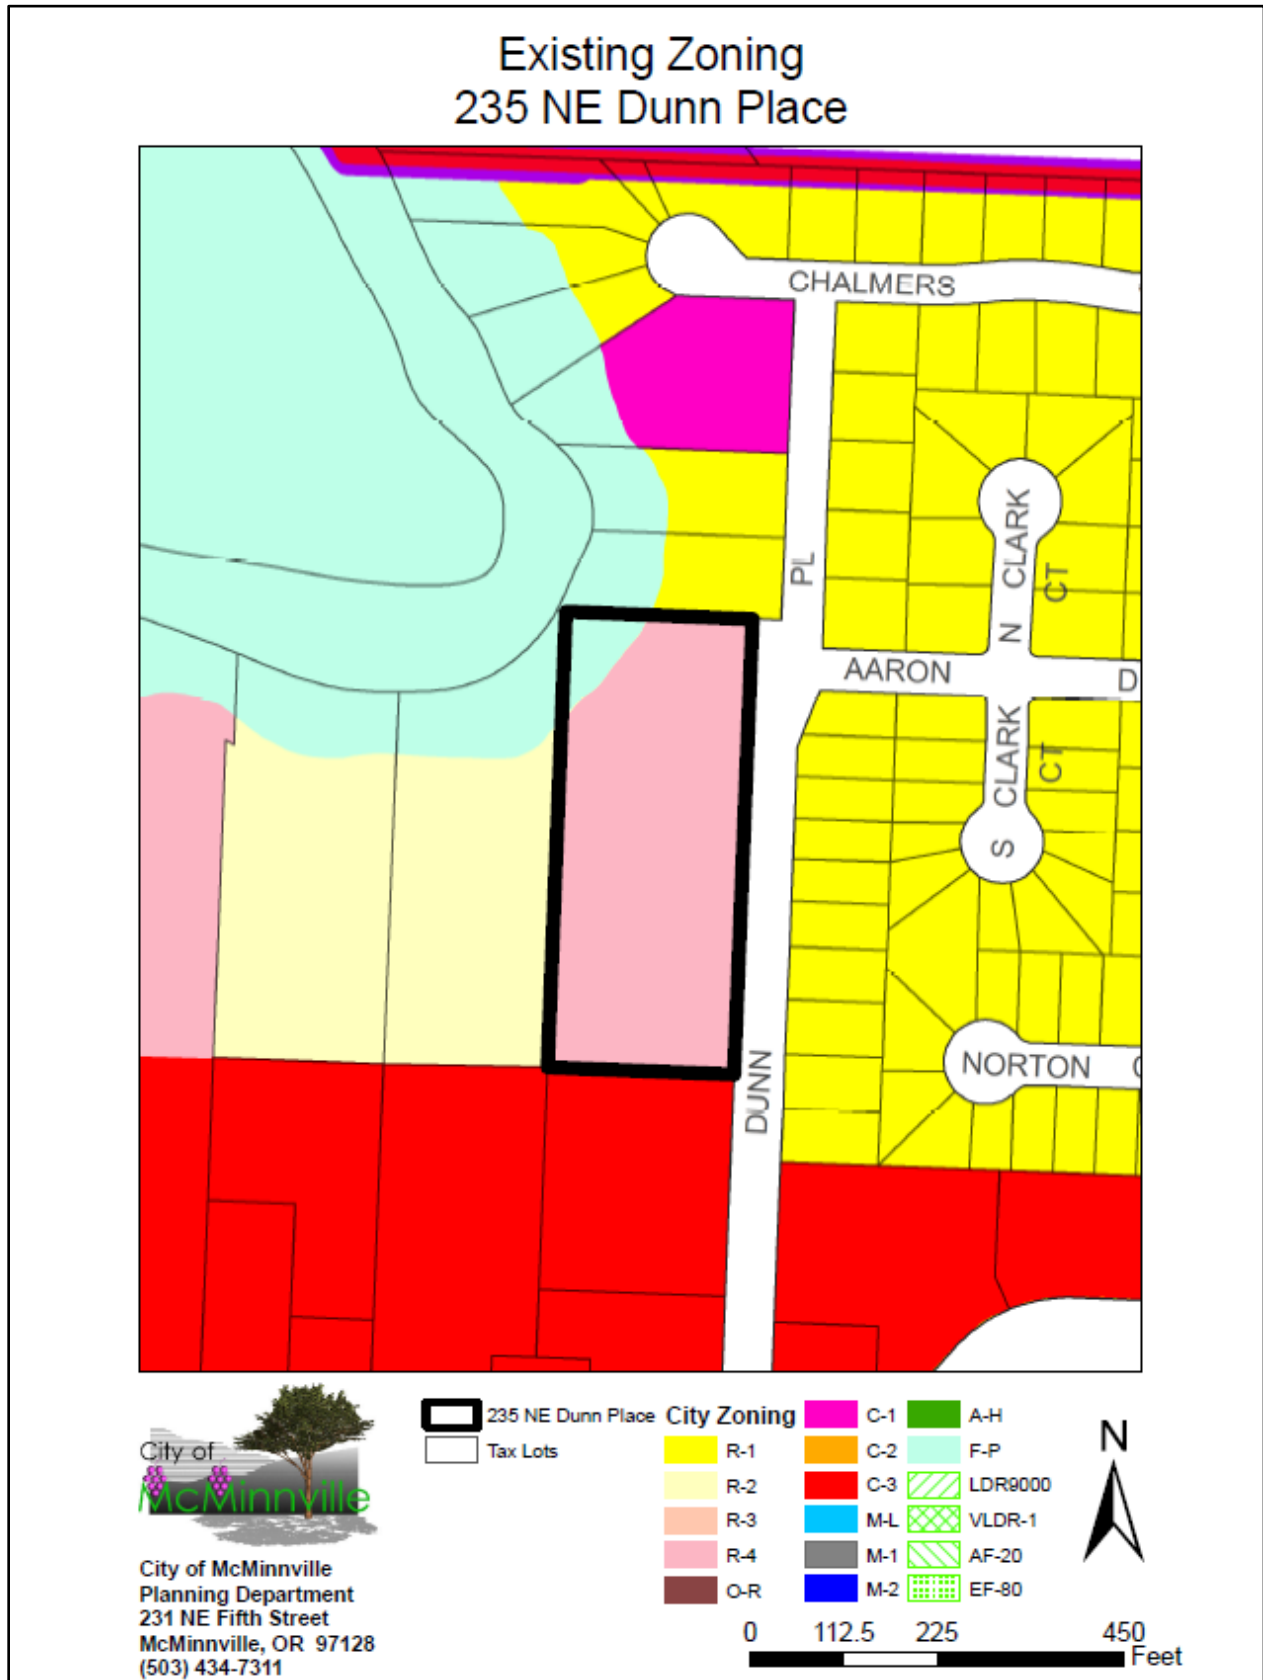 Existing Zoning
235 NE Dunn Place
CHALMERS
PL
N CLARK
CT
AARON D
S CLARK
CT
NORTON
DUNN
City of
McMinnville
City of McMinnville
Planning Department
231 NE Fifth Street
McMinnville, OR 97128
(503) 434-7311
235 NE Dunn Place
Tax Lots
City Zoning
R-1
R-2
R-3
R-4
O-R
C-1
C-2
C-3
M-L
M-1
M-2
A-H
F-P
LDR9000
VLDR-1
AF-20
EF-80
N
0 112.5 225 450
Feet